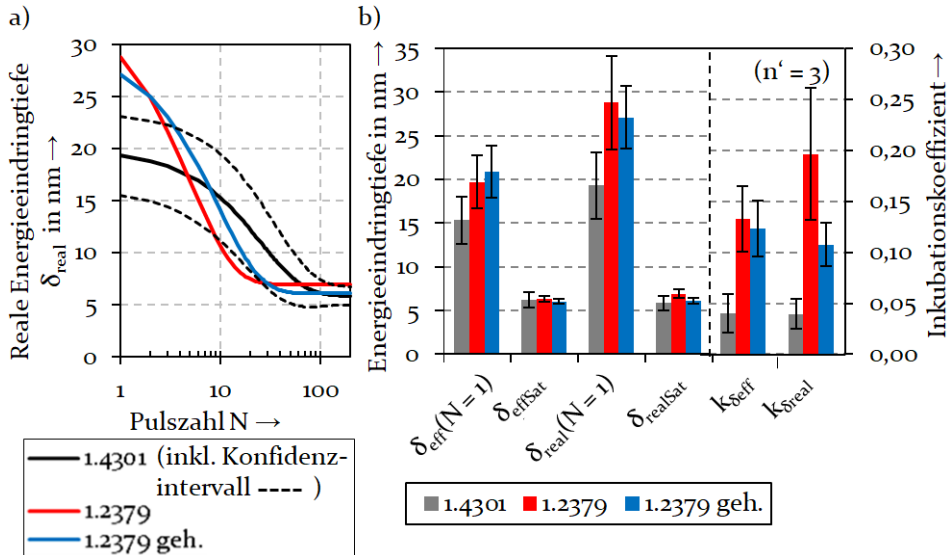 a)
Reale Energieeindringtiefe
δreal in nm →
30
25
20
15
10
5
0
1
10
100
Pulszahl N →
1.4301 (inkl. Konfidenz-
intervall ---- )
1.2379
1.2379 geh.
b)
Energieeindringtiefe in nm →
35
30
25
20
15
10
5
0
(n‘ = 3)
0,30
0,25
0,20
0,15
0,10
0,05
0,00
Inkubationskoeffizient →
δeff(N = 1)
δeffSat
δreal(N = 1)
δrealSat
kδeff
kδreal
1.4301
1.2379
1.2379 geh.